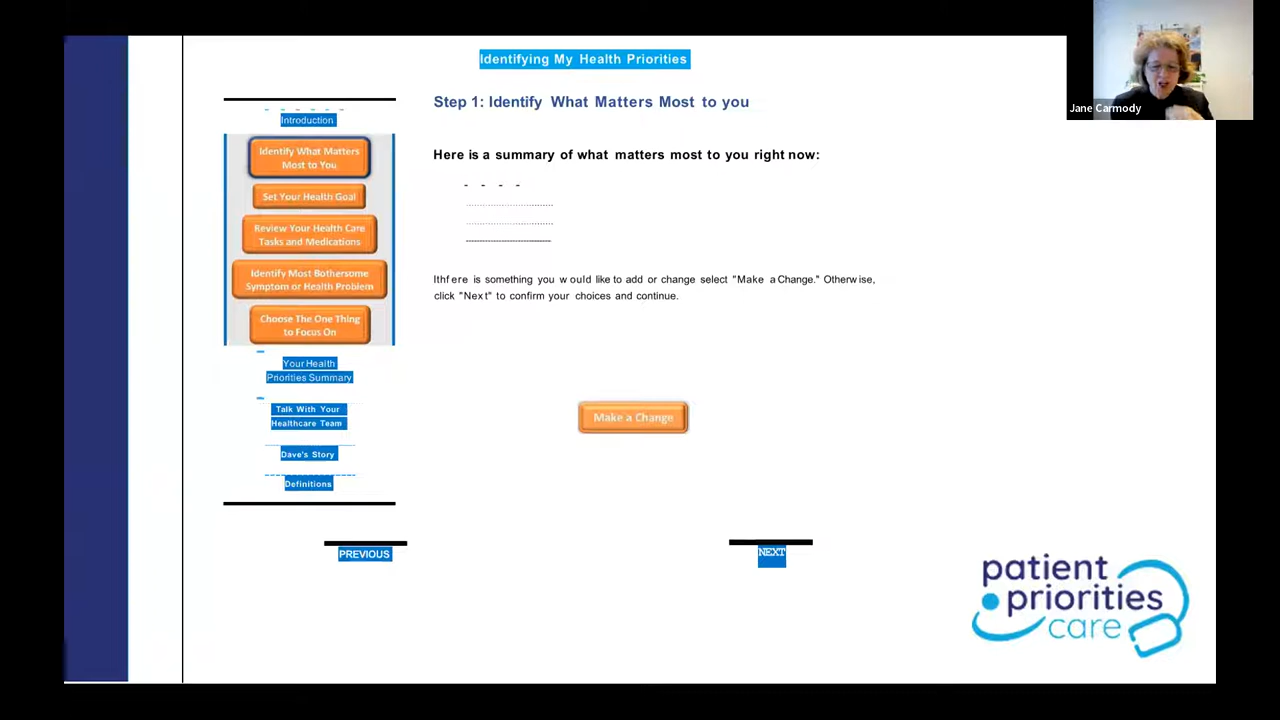 Identifying My Health Priorities
Jane Carmody
Step 1: Identify What Matters Most to you
Introduction
Identify What Matters
Most to You
Set Your Health Goal
Review Your Health Care
Tasks and Medications
Identify Most Bothersome
Symptom or Health Problem
Choose The One Thing
to Focus On
Your Health
Priorities Summary
Talk With Your
Healthcare Team
Dave's Story
Definitions
Here is a summary of what matters most to you right now:
Ithf ere is something you w ould like to add or change select "Make a Change." Otherw ise,
click "Nex t" to confirm your choices and continue.
Make a Change
PREVIOUS
NEXT
patient
priorities
care